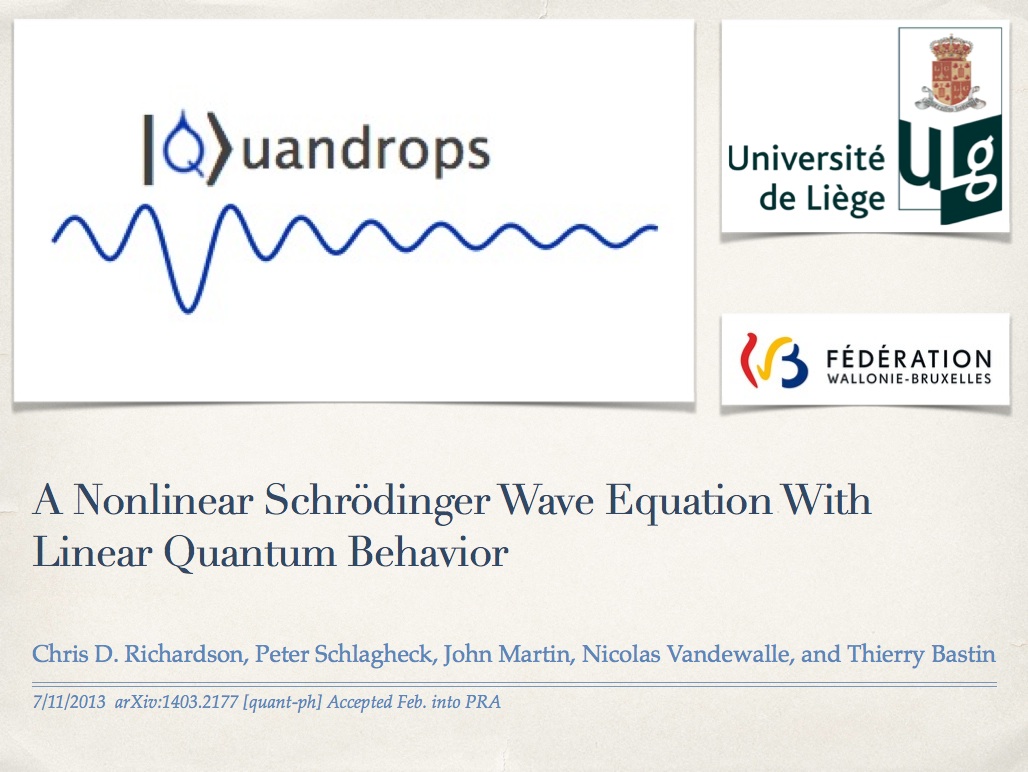 |Q⟩uandrops
Université
de Liège
ULg
FÉDÉRATION
WALLONIE-BRUXELLES
A Nonlinear Schrödinger Wave Equation With
Linear Quantum Behavior
Chris D. Richardson, Peter Schlagheck, John Martin, Nicolas Vandewalle, and Thierry Bastin
7/11/2013 arXiv:1403.2177 [quant-ph] Accepted Feb. into PRA